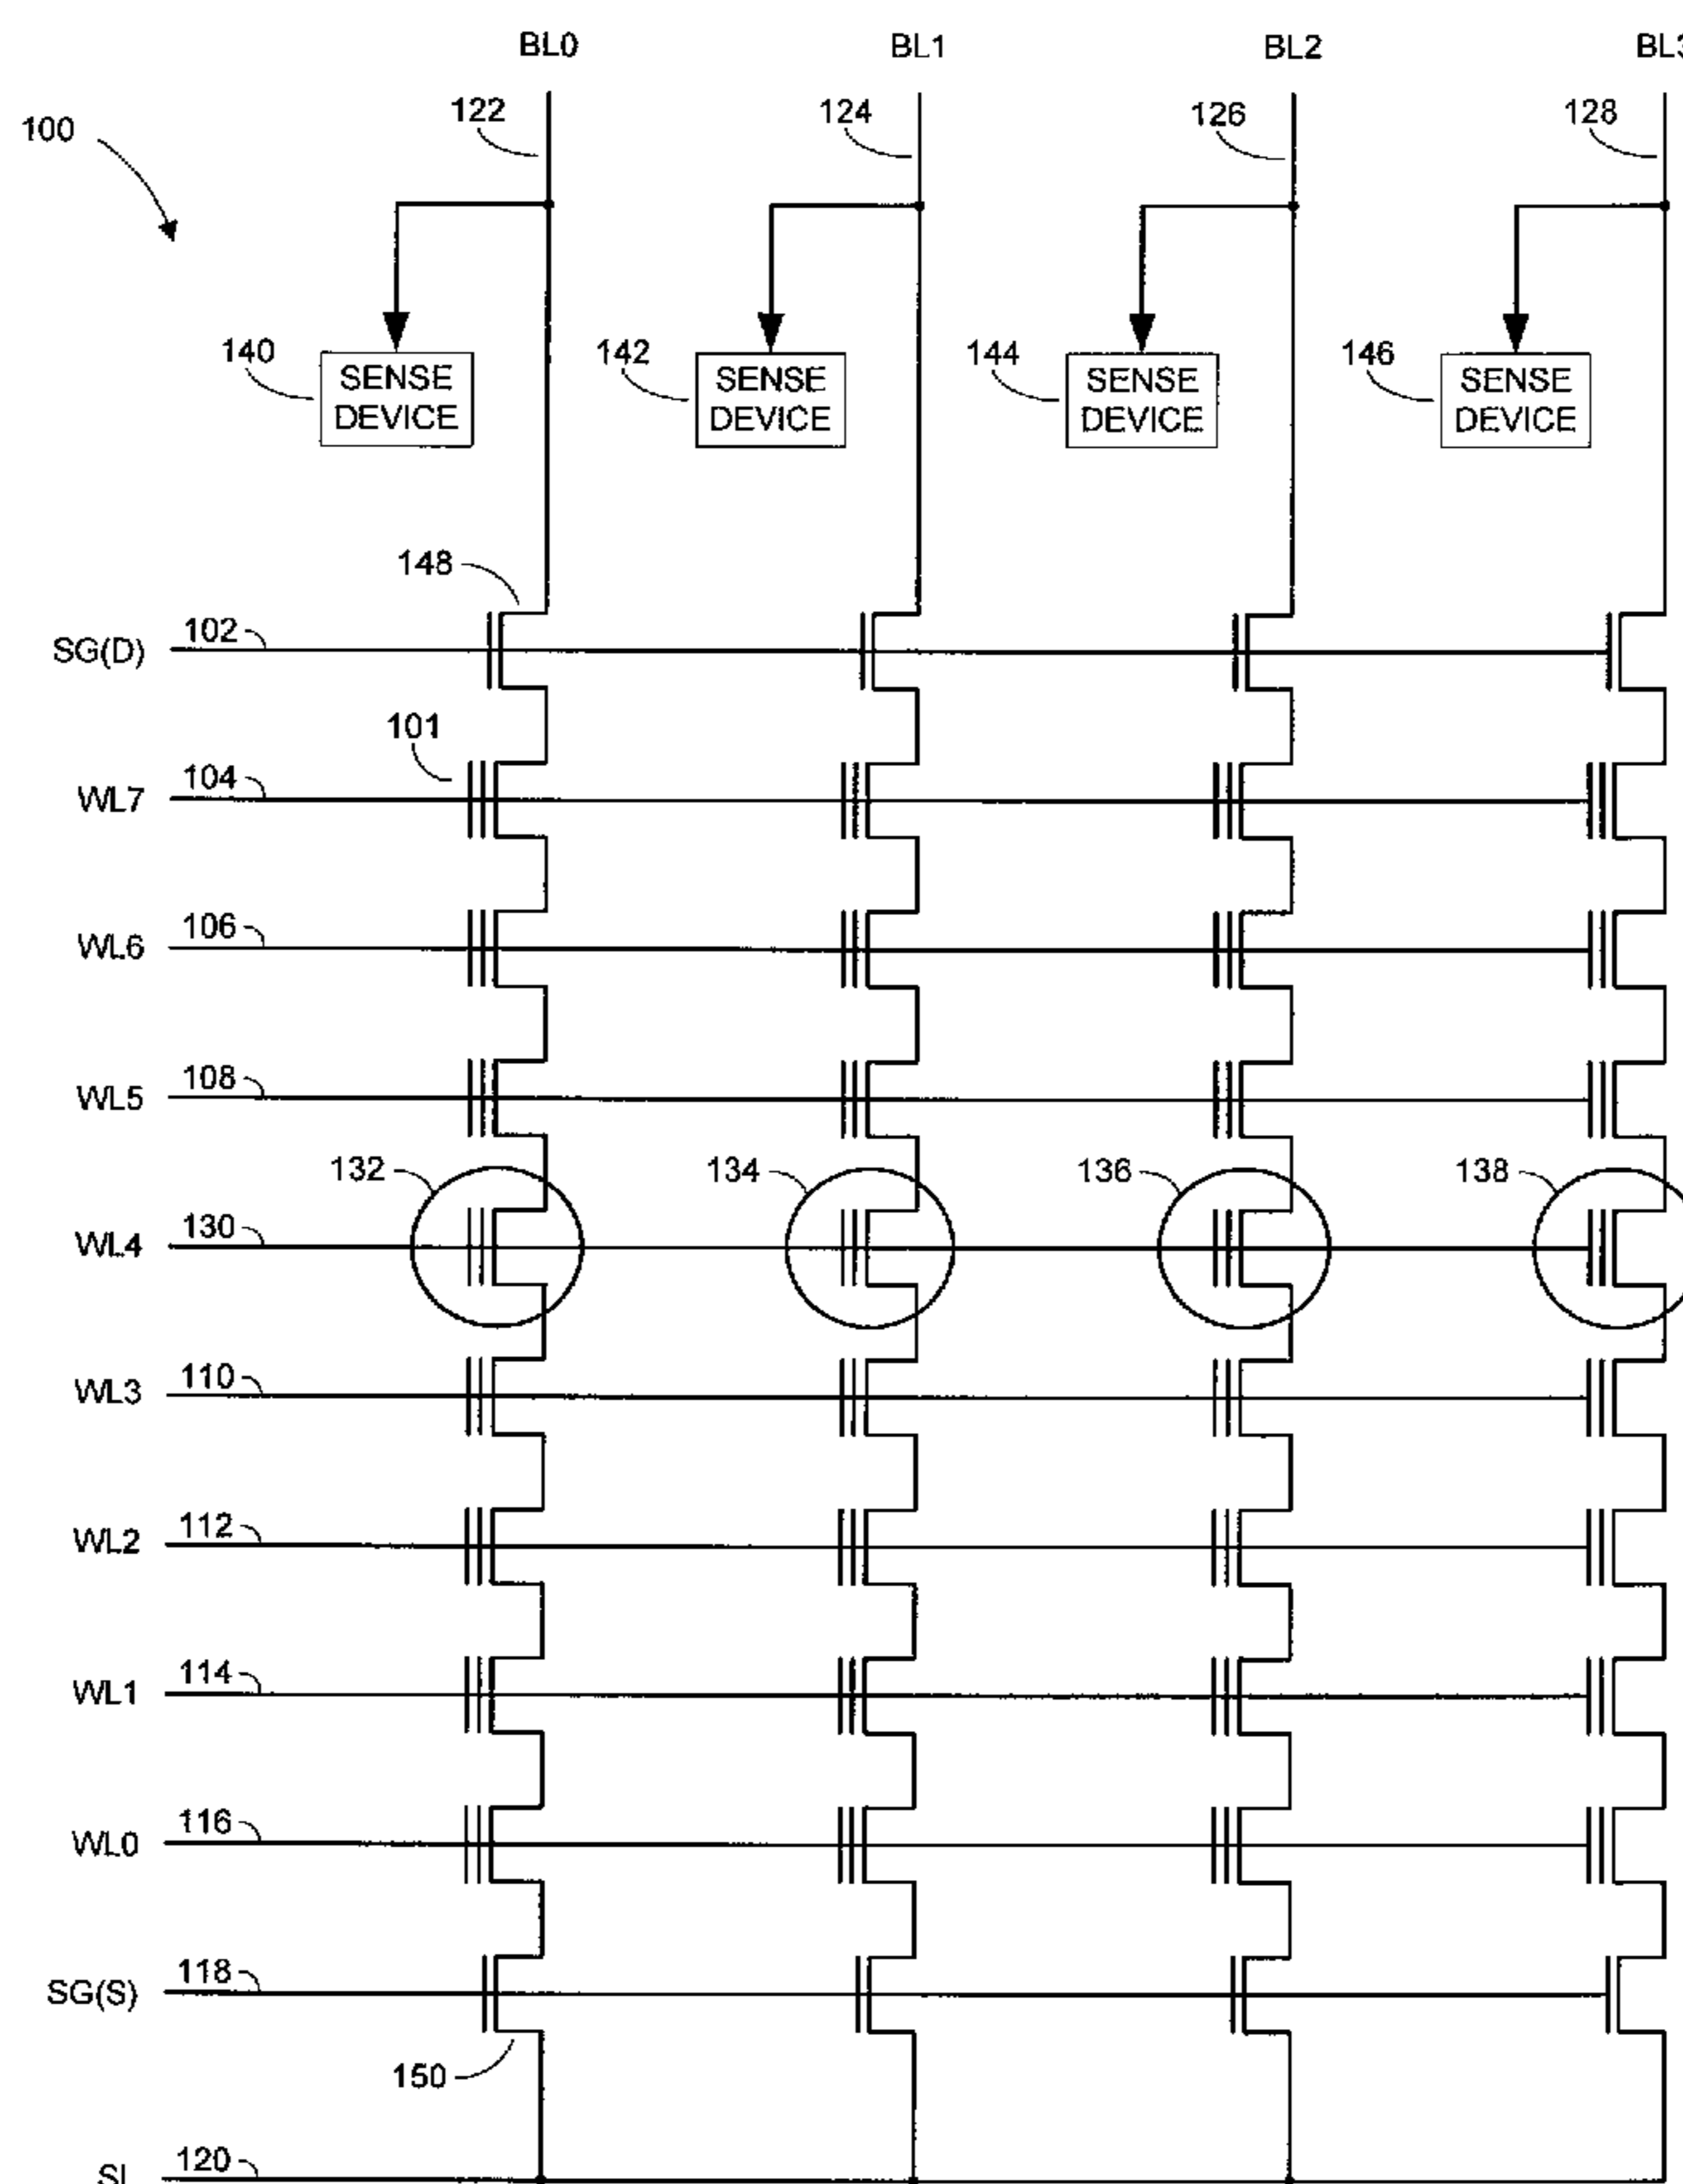 BL0 BL1 BL2 BL3
100 122 124 126 128
140 SENSE DEVICE 142 SENSE DEVICE 144 SENSE DEVICE 146 SENSE DEVICE
148
SG(D) 102
101
WL7 104
WL6 106
WL5 108
132 134 136 138
WL4 130
WL3 110
WL2 112
WL1 114
WL0 116
SG(S) 118
150
SL 120